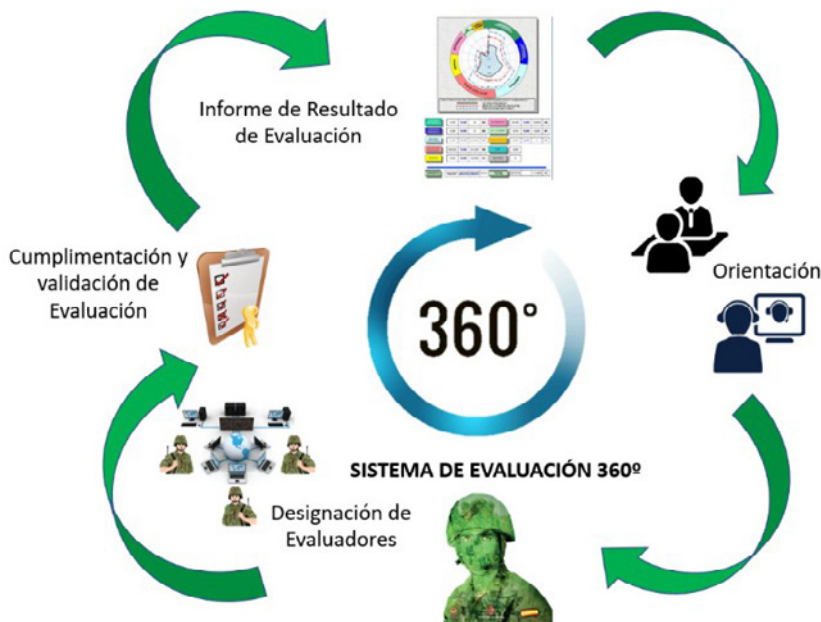 Informe de Resultado
de Evaluación
Cumplimentación y
validación de
Evaluación
Orientación
360°
SISTEMA DE EVALUACIÓN 360º
Designación de
Evaluadores